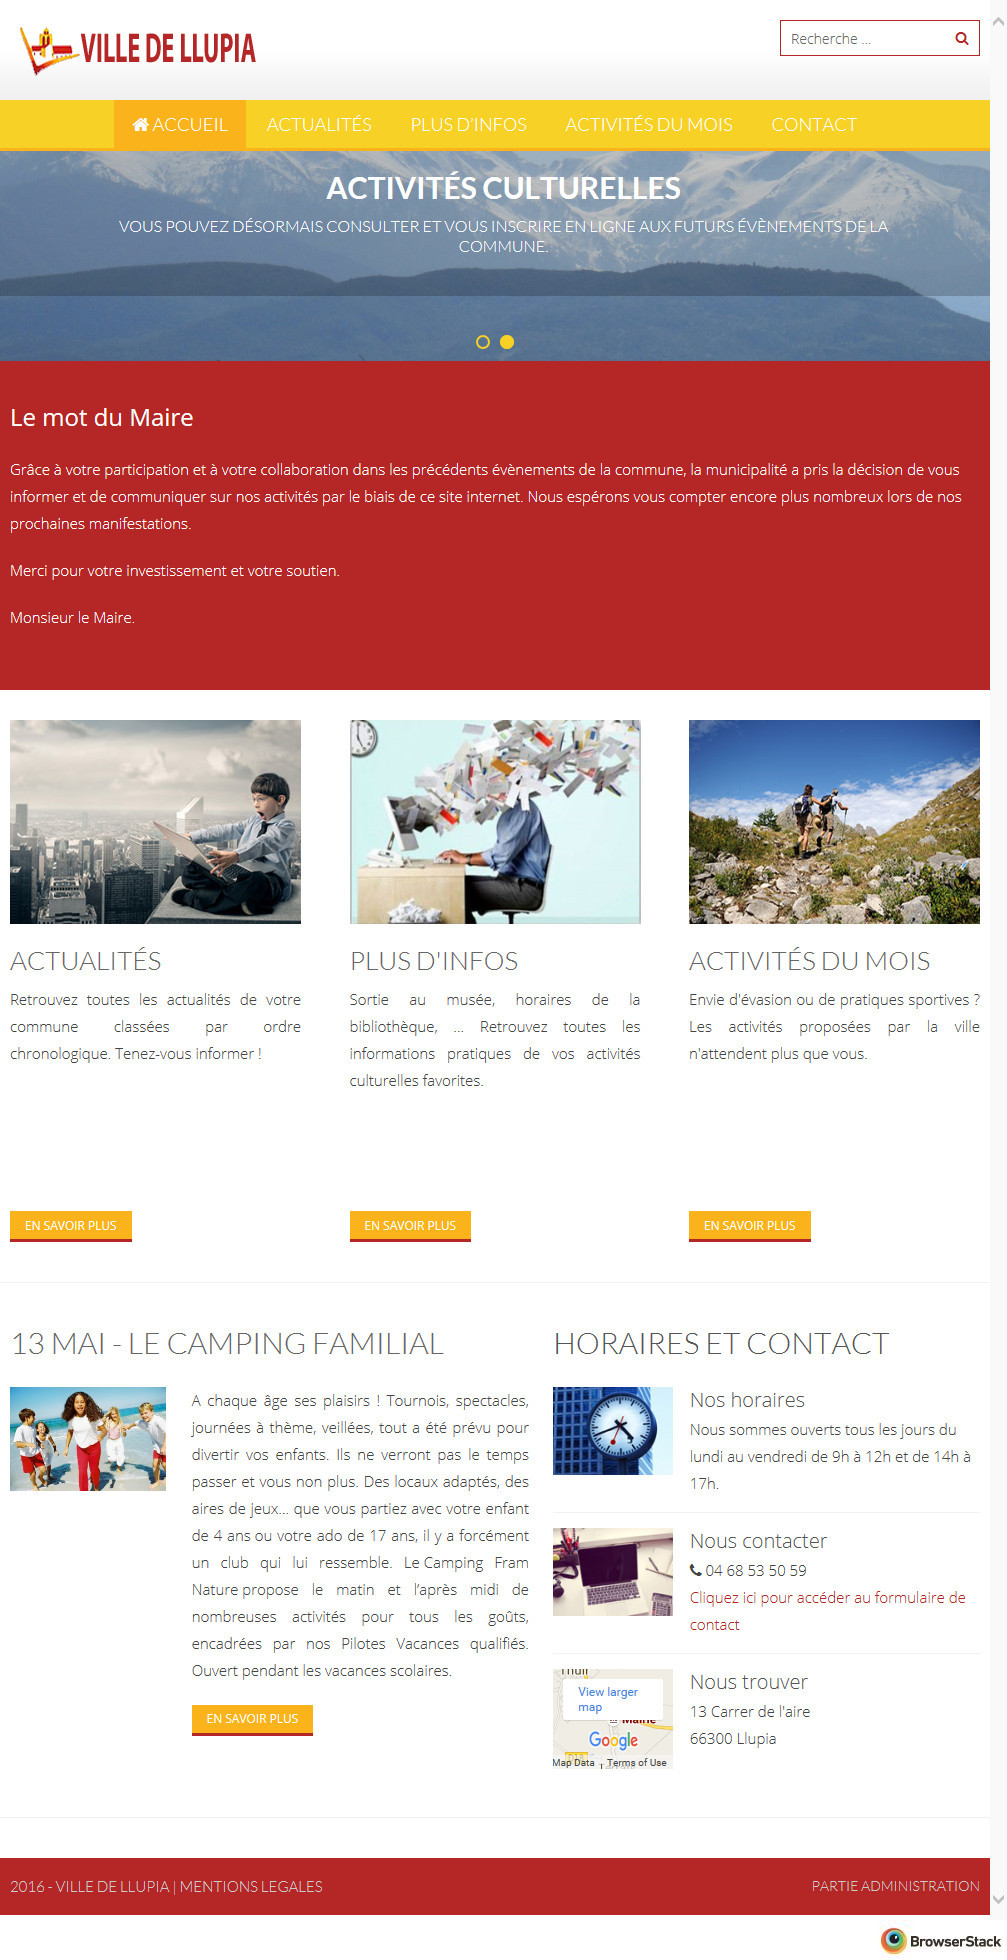 VILLE DE LLUPIA
Recherche ...
ACCUEIL ACTUALITÉS PLUS D'INFOS ACTIVITÉS DU MOIS CONTACT
ACTIVITÉS CULTURELLES
VOUS POUVEZ DÉSORMAIS CONSULTER ET VOUS INSCRIRE EN LIGNE AUX FUTURS ÉVÈNEMENTS DE LA
COMMUNE.
Le mot du Maire
Grâce à votre participation et à votre collaboration dans les précédents évènements de la commune, la municipalité a pris la décision de vous
informer et de communiquer sur nos activités par le biais de ce site internet. Nous espérons vous compter encore plus nombreux lors de nos
prochaines manifestations.
Merci pour votre investissement et votre soutien.
Monsieur le Maire.
ACTUALITÉS
Retrouvez toutes les actualités de votre
commune classées par ordre
chronologique. Tenez-vous informer !
EN SAVOIR PLUS
PLUS D'INFOS
Sortie au musée, horaires de la
bibliothèque, ... Retrouvez toutes les
informations pratiques de vos activités
culturelles favorites.
EN SAVOIR PLUS
ACTIVITÉS DU MOIS
Envie d'évasion ou de pratiques sportives ?
Les activités proposées par la ville
n'attendent plus que vous.
EN SAVOIR PLUS
13 MAI - LE CAMPING FAMILIAL
A chaque âge ses plaisirs ! Tournois, spectacles,
journées à thème, veillées, tout a été prévu pour
divertir vos enfants. Ils ne verront pas le temps
passer et vous non plus. Des locaux adaptés, des
aires de jeux... que vous partiez avec votre enfant
de 4 ans ou votre ado de 17 ans, il y a forcément
un club qui lui ressemble. Le Camping Fram
Nature propose le matin et l'après midi de
nombreuses activités pour tous les goûts,
encadrées par nos Pilotes Vacances qualifiés.
Ouvert pendant les vacances scolaires.
EN SAVOIR PLUS
HORAIRES ET CONTACT
Nos horaires
Nous sommes ouverts tous les jours du
lundi au vendredi de 9h à 12h et de 14h à
17h.
Nous contacter
04 68 53 50 59
Cliquez ici pour accéder au formulaire de
contact
Thuir
View larger
map
Mairie
Google
Map Data Terms of Use
Nous trouver
13 Carrer de l'aire
66300 Llupia
2016 - VILLE DE LLUPIA | MENTIONS LEGALES
PARTIE ADMINISTRATION
BrowserStack